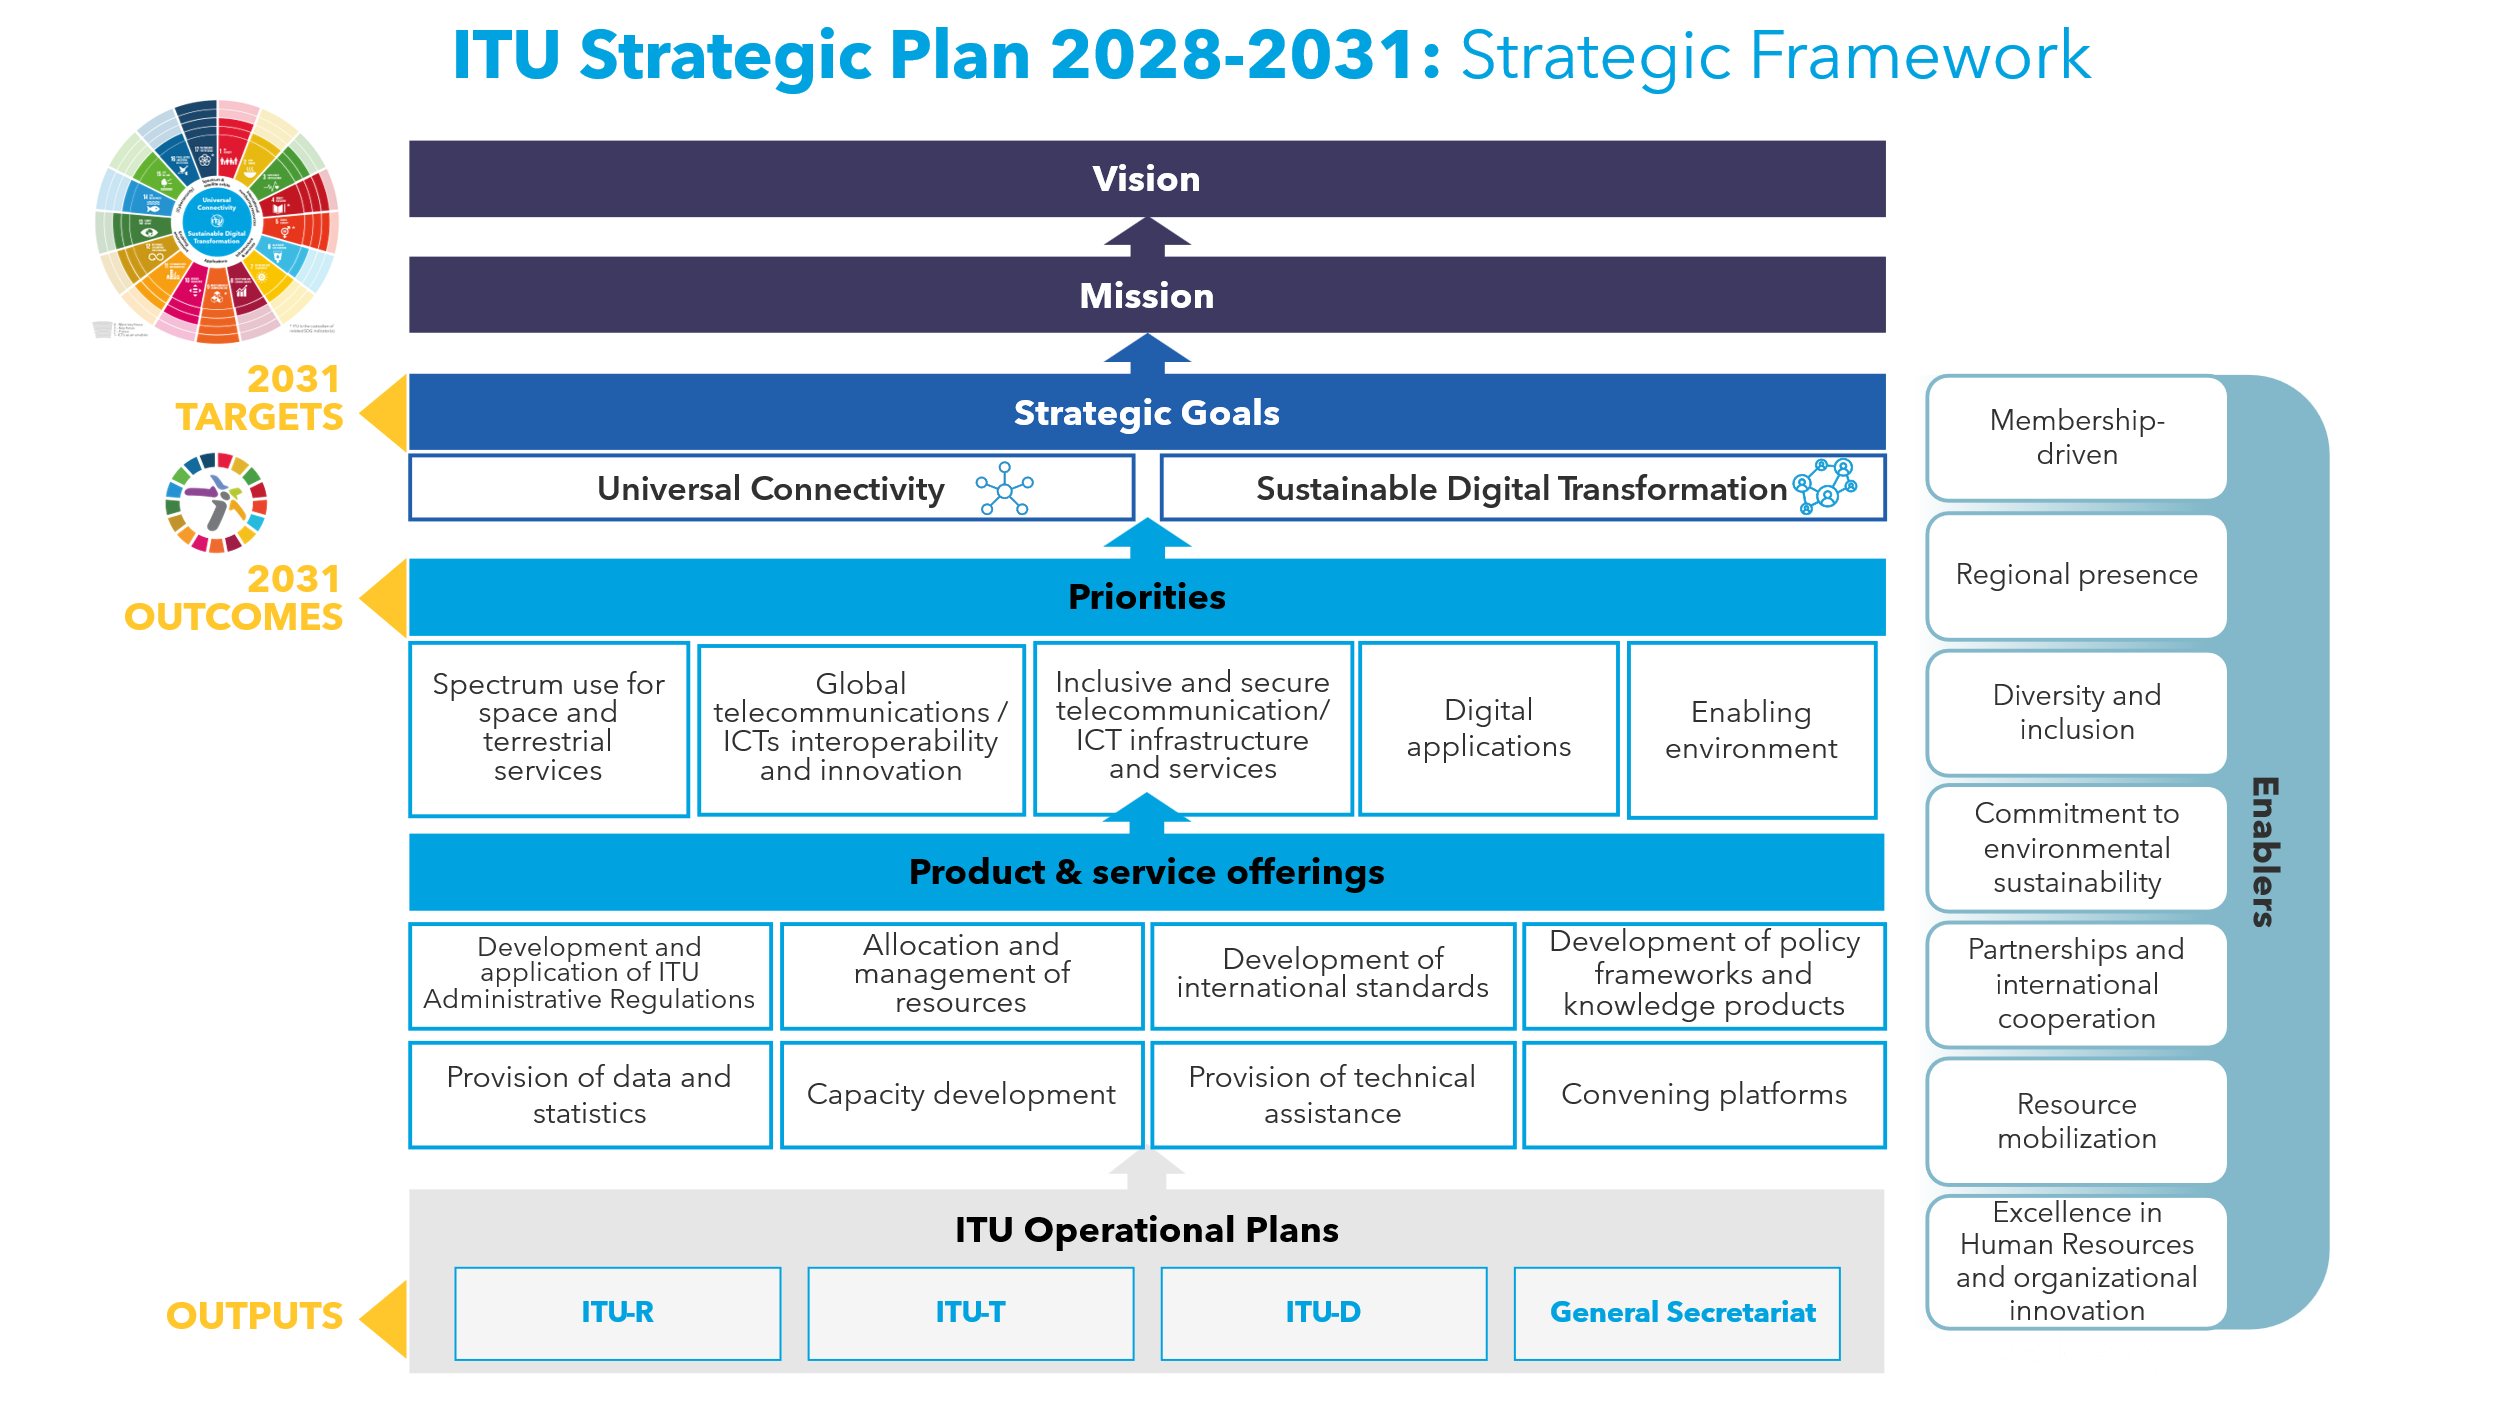 ITU Strategic Plan 2028-2031: Strategic Framework
Universal
Connectivity
ITU
Sustainable Digital
Transformation
Vision
Mission
2031
TARGETS
Strategic Goals
Universal Connectivity
Sustainable Digital Transformation
2031
OUTCOMES
Priorities
Spectrum use for
space and
terrestrial
services
Global
telecommunications /
ICTs interoperability
and innovation
Inclusive and secure
telecommunication/
ICT infrastructure
and services
Digital
applications
Enabling
environment
Product & service offerings
Development and
application of ITU
Administrative Regulations
Allocation and
management of
resources
Development of
international standards
Development of policy
frameworks and
knowledge products
Provision of data and
statistics
Capacity development
Provision of technical
assistance
Convening platforms
ITU Operational Plans
OUTPUTS
ITU-R
ITU-T
ITU-D
General Secretariat
Membership-
driven
Regional presence
Diversity and
inclusion
Commitment to
environmental
sustainability
Partnerships and
international
cooperation
Resource
mobilization
Excellence in
Human Resources
and organizational
innovation
Enablers